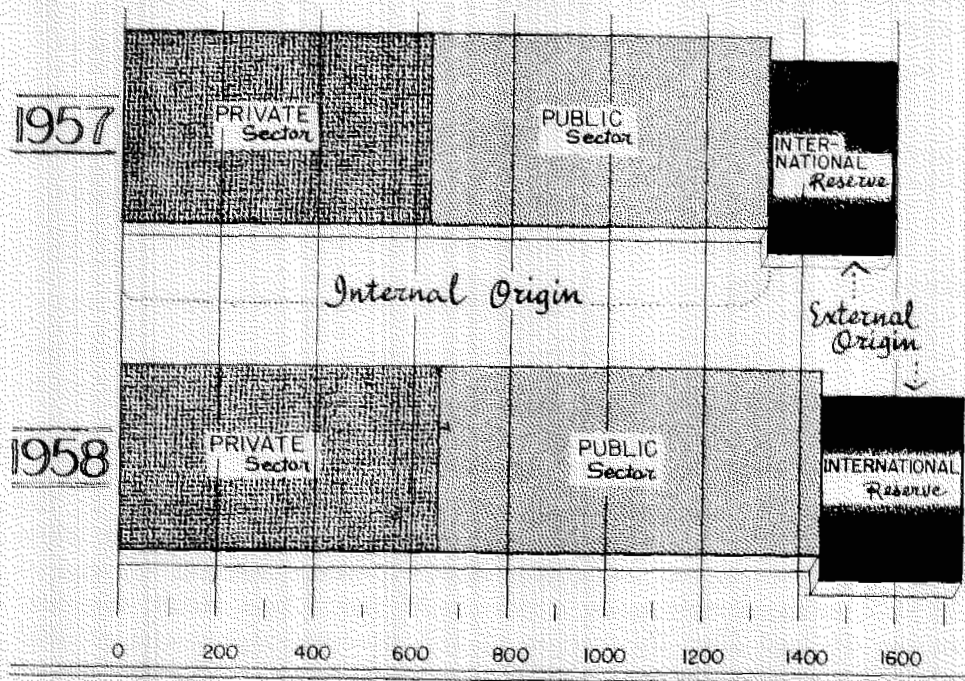 1957
PRIVATE
Sector
PUBLIC
Sector
INTER-
NATIONAL
Reserve
Internal Origin
External
Origin
1958
PRIVATE
Sector
PUBLIC
Sector
INTERNATIONAL
Reserve
0 200 400 600 800 1000 1200 1400 1600